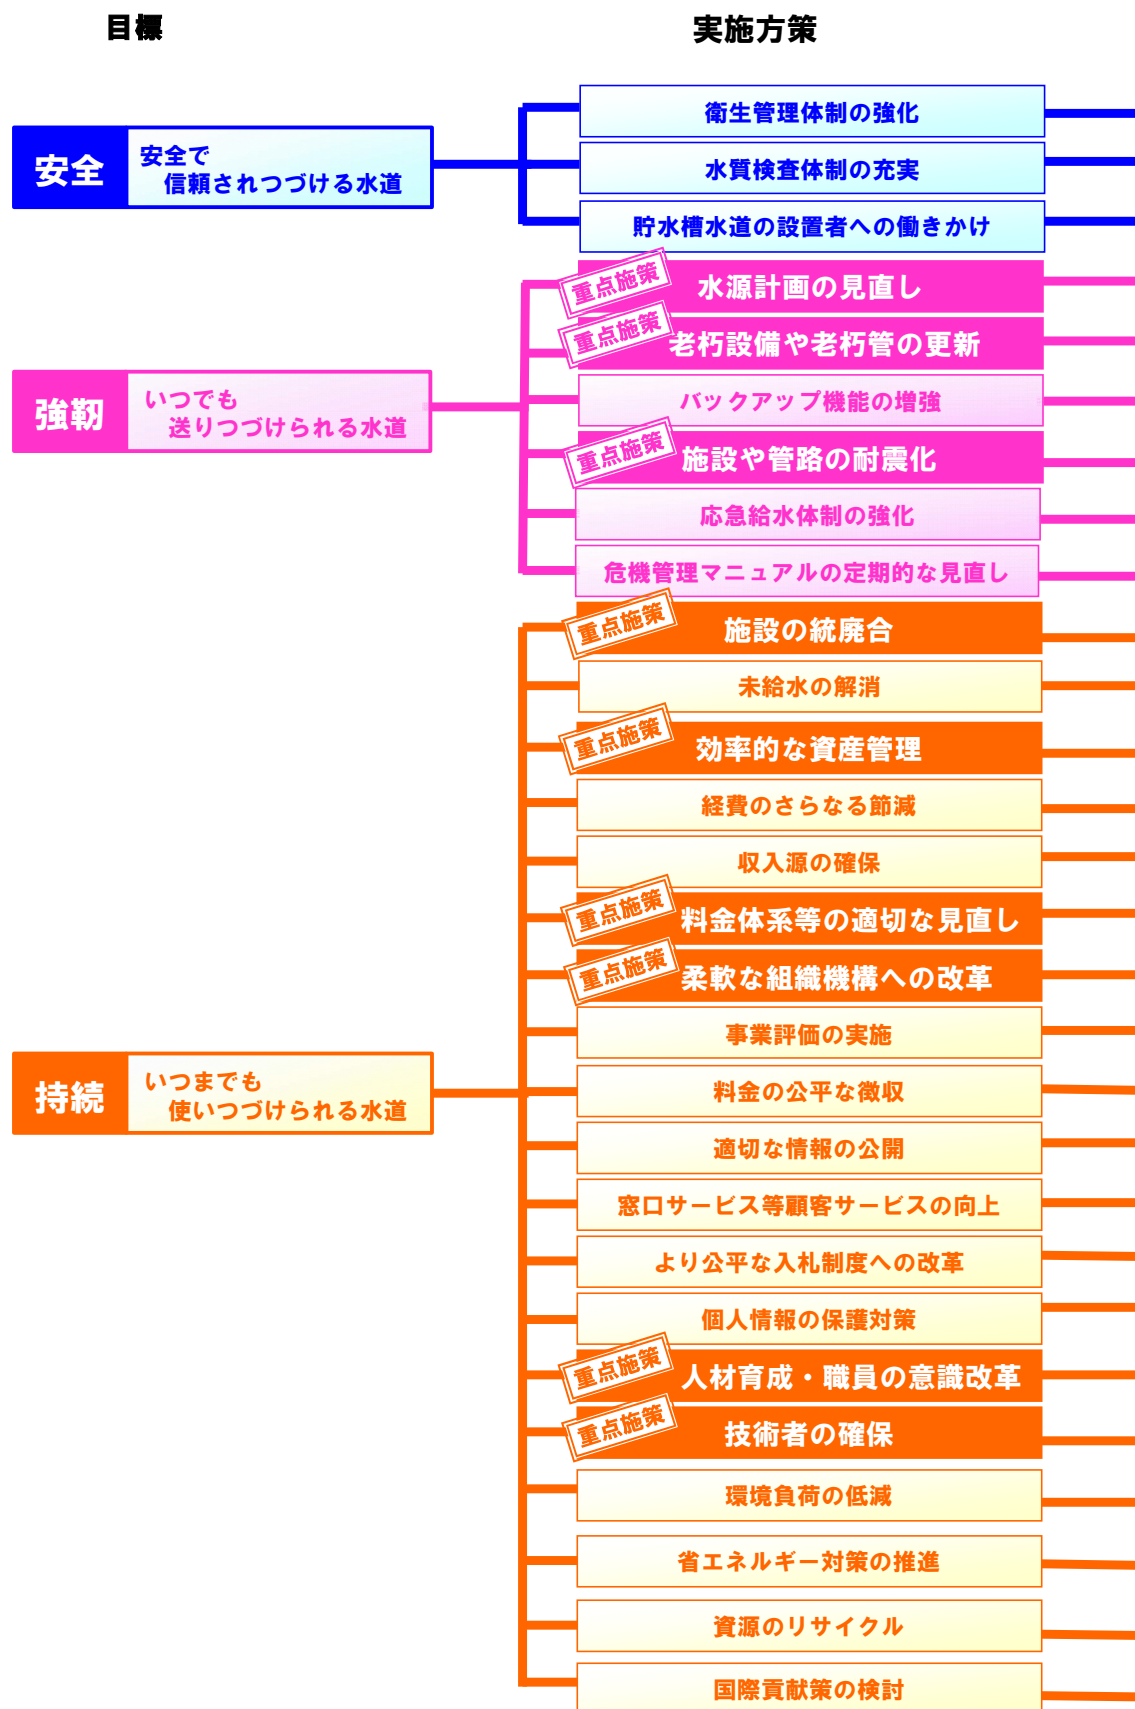 目標
実施方策
安全
安全で
信頼されつづける水道
衛生管理体制の強化
水質検査体制の充実
貯水槽水道の設置者への働きかけ
強靭
いつでも
送りつづけられる水道
重点施策
水源計画の見直し
重点施策
老朽設備や老朽管の更新
バックアップ機能の増強
重点施策
施設や管路の耐震化
応急給水体制の強化
危機管理マニュアルの定期的な見直し
持続
いつまでも
使いつづけられる水道
重点施策
施設の統廃合
未給水の解消
重点施策
効率的な資産管理
経費のさらなる節減
収入源の確保
重点施策
料金体系等の適切な見直し
重点施策
柔軟な組織機構への改革
事業評価の実施
料金の公平な徴収
適切な情報の公開
窓口サービス等顧客サービスの向上
より公平な入札制度への改革
個人情報の保護対策
重点施策
人材育成・職員の意識改革
重点施策
技術者の確保
環境負荷の低減
省エネルギー対策の推進
資源のリサイクル
国際貢献策の検討